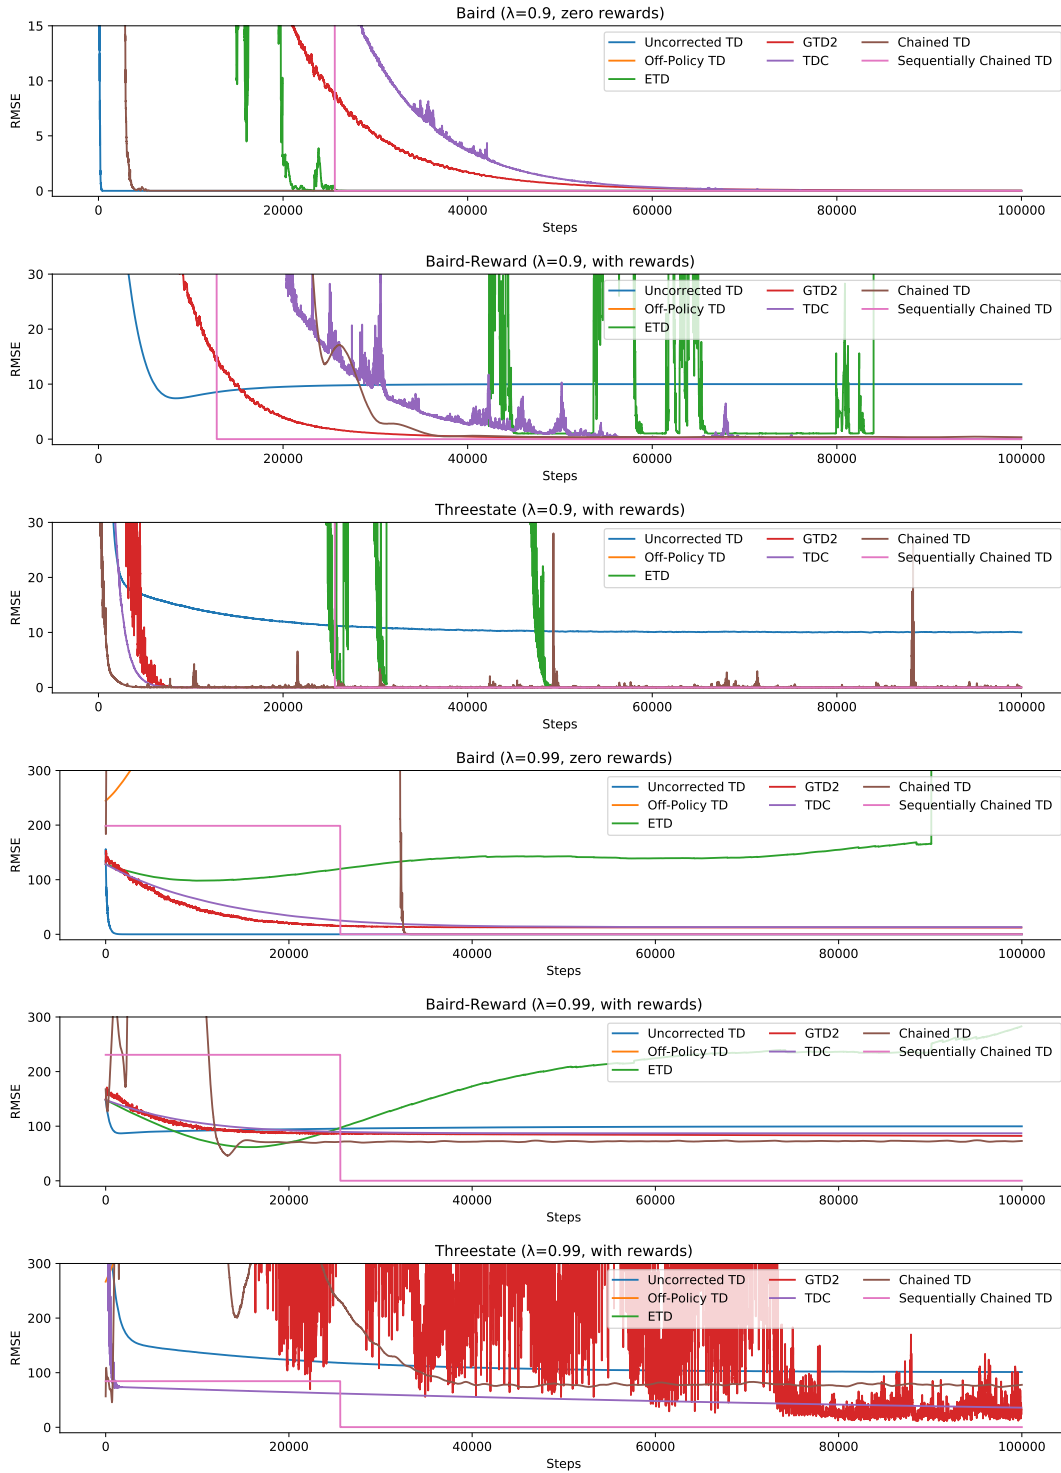 Baird (λ=0.9, zero rewards)
15
10
5
0
RMSE
Uncorrected TD
Off-Policy TD
ETD
GTD2
TDC
Chained TD
Sequentially Chained TD
0 20000 40000 60000 80000 100000
Steps
Baird-Reward (λ=0.9, with rewards)
30
20
10
0
RMSE
Uncorrected TD
Off-Policy TD
ETD
GTD2
TDC
Chained TD
Sequentially Chained TD
0 20000 40000 60000 80000 100000
Steps
Threestate (λ=0.9, with rewards)
30
20
10
0
RMSE
Uncorrected TD
Off-Policy TD
ETD
GTD2
TDC
Chained TD
Sequentially Chained TD
0 20000 40000 60000 80000 100000
Steps
Baird (λ=0.99, zero rewards)
300
200
100
0
RMSE
Uncorrected TD
Off-Policy TD
ETD
GTD2
TDC
Chained TD
Sequentially Chained TD
0 20000 40000 60000 80000 100000
Steps
Baird-Reward (λ=0.99, with rewards)
300
200
100
0
RMSE
Uncorrected TD
Off-Policy TD
ETD
GTD2
TDC
Chained TD
Sequentially Chained TD
0 20000 40000 60000 80000 100000
Steps
Threestate (λ=0.99, with rewards)
300
200
100
0
RMSE
Uncorrected TD
Off-Policy TD
ETD
GTD2
TDC
Chained TD
Sequentially Chained TD
0 20000 40000 60000 80000 100000
Steps